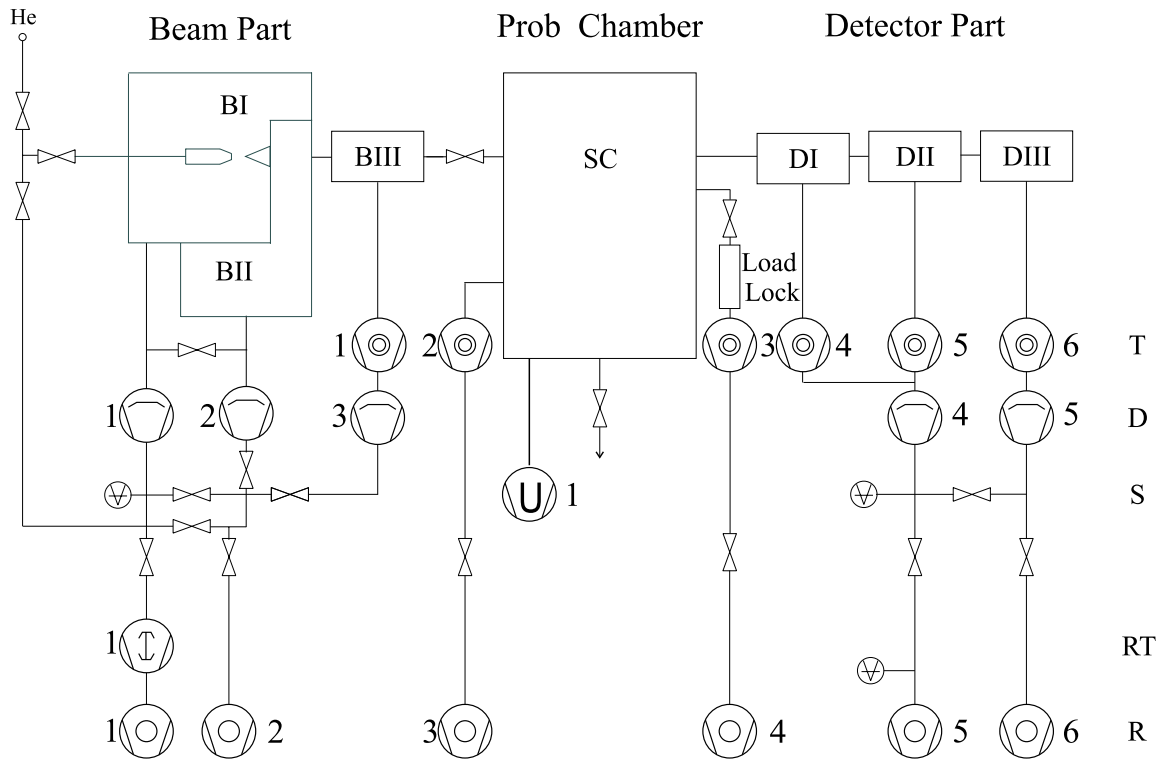 He
Beam Part
Prob Chamber
Detector Part
BI
BIII
SC
DI
DII
DIII
BII
Load
Lock
1
2
3
4
5
6
T
1
2
3
4
5
D
1
S
1
RT
1
2
3
4
5
6
R
U